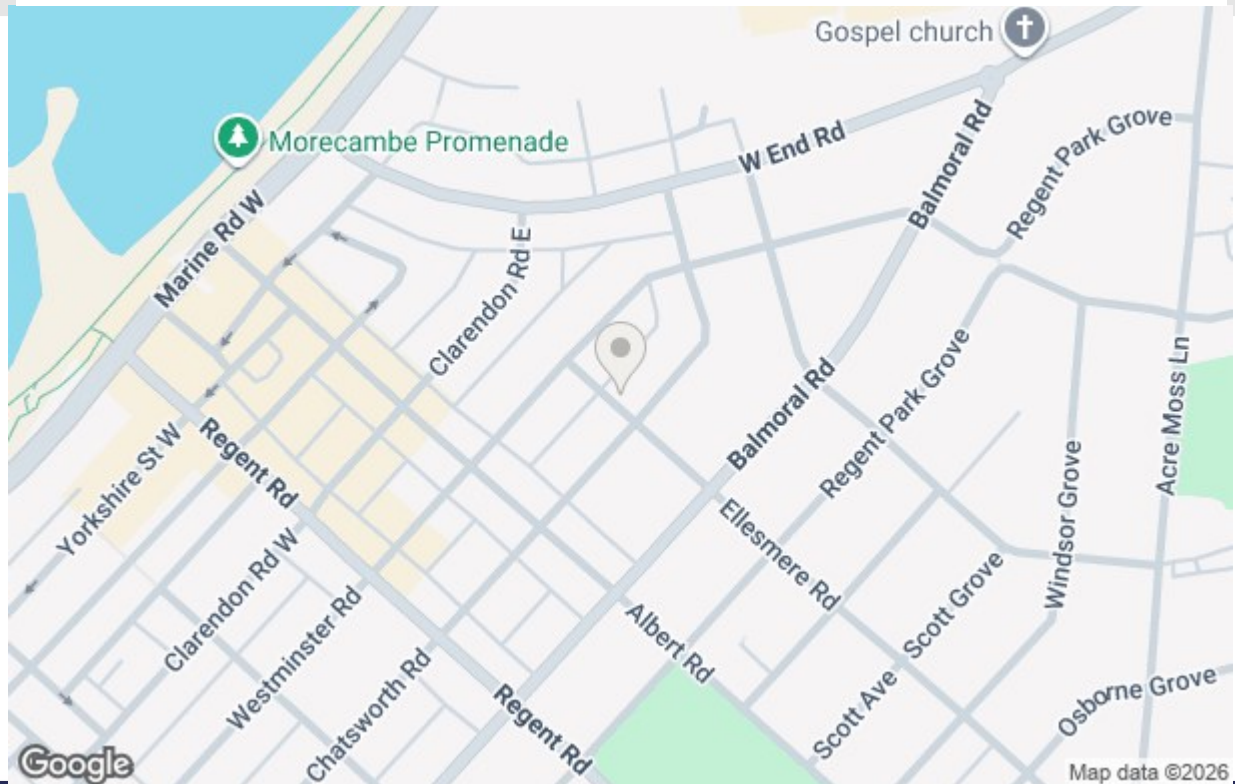 Gospel church
Morecambe Promenade
W End Rd
Balmoral Rd
Regent Park Grove
Marine Rd W
Clarendon Rd E
Balmoral Rd
Regent Park Grove
Acre Moss Ln
Yorkshire St W
Regent Rd
Ellesmere Rd
Windsor Grove
Clarendon Rd W
Westminster Rd
Chatsworth Rd
Albert Rd
Scott Grove
Scott Ave
Regent Rd
Osborne Grove
Google
Map data ©2026